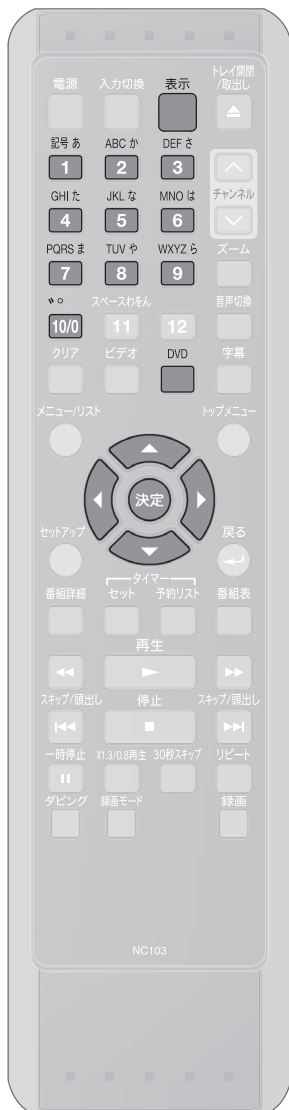 トレイ開閉
電源 入力切換 表示 /取出し
記号 あ ABC か DEF さ
1 2 3
GHI た JKL な MNO は チャンネル
4 5 6
PQRS ま TUV や WXYZ ら ズーム
7 8 9
゛゜ スペースわをん 音声切換
10/0 11 12
クリア ビデオ DVD 字幕
メニュー/リスト トップメニュー
決定
セットアップ 戻る
タイマー
番組詳細 セット 予約リスト 番組表
再生
スキップ/頭出し 停止 スキップ/頭出し
一時停止 X1.3/0.8再生 30秒スキップ リピート
ダビング 録画モード 録画
NC103